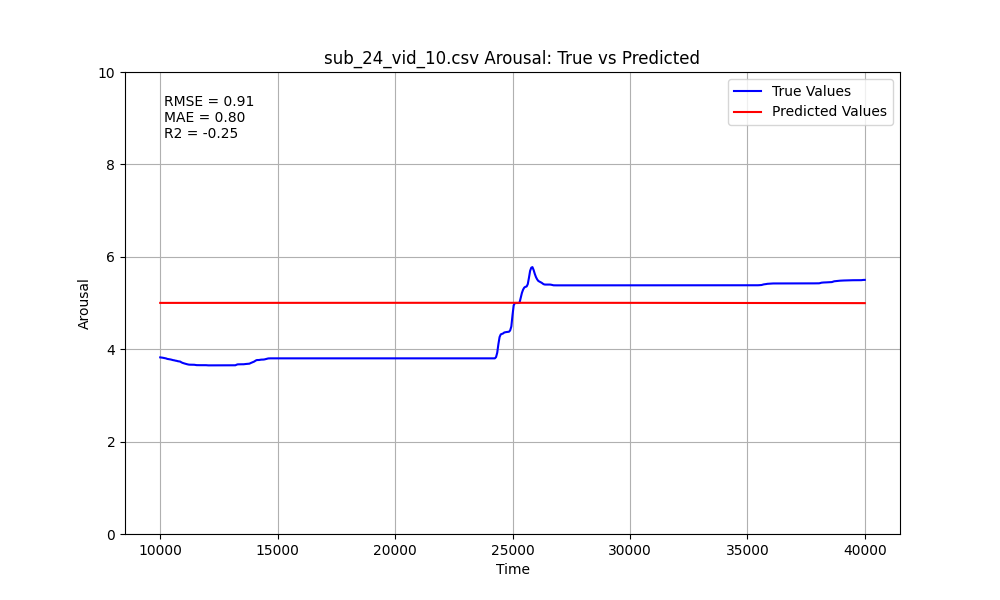 sub_24_vid_10.csv Arousal: True vs Predicted
RMSE = 0.91
MAE = 0.80
R2 = -0.25
True Values
Predicted Values
10
8
6
4
2
0
Arousal
10000
15000
20000
25000
30000
35000
40000
Time